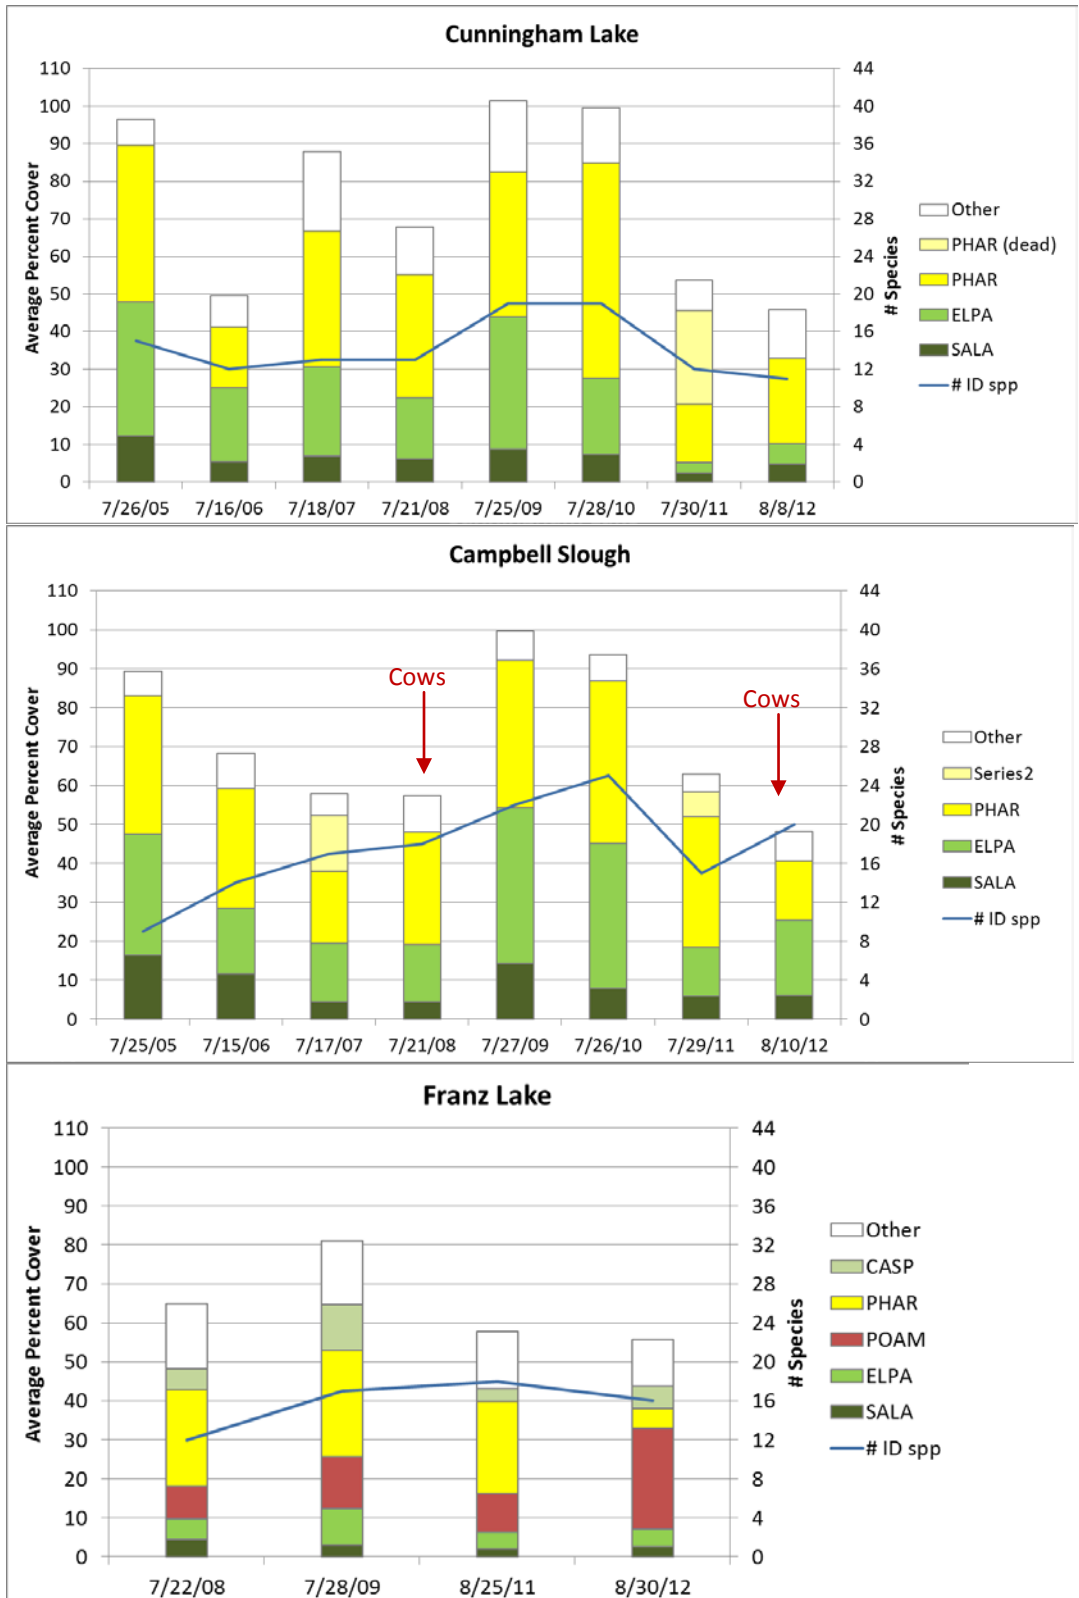 Cunningham Lake
Average Percent Cover
110
100
90
80
70
60
50
40
30
20
10
0
44
40
36
32
28
24
20
16
12
8
4
0
# Species
7/26/05 7/16/06 7/18/07 7/21/08 7/25/09 7/28/10 7/30/11 8/8/12
Other
PHAR (dead)
PHAR
ELPA
SALA
# ID spp
Campbell Slough
Average Percent Cover
110
100
90
80
70
60
50
40
30
20
10
0
Cows
Cows
44
40
36
32
28
24
20
16
12
8
4
0
# Species
7/25/05 7/15/06 7/17/07 7/21/08 7/27/09 7/26/10 7/29/11 8/10/12
Other
Series2
PHAR
ELPA
SALA
# ID spp
Franz Lake
Average Percent Cover
110
100
90
80
70
60
50
40
30
20
10
0
44
40
36
32
28
24
20
16
12
8
4
0
# Species
7/22/08 7/28/09 8/25/11 8/30/12
Other
CASP
PHAR
POAM
ELPA
SALA
# ID spp